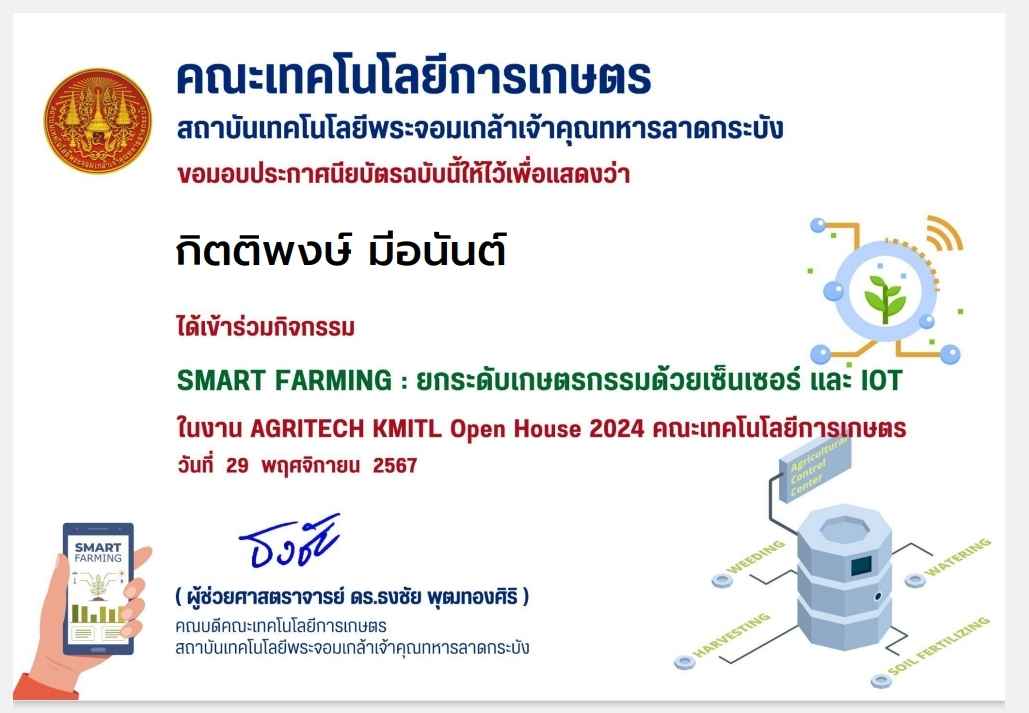 คณะเทคโนโลยีการเกษตร
สถาบันเทคโนโลยีพระจอมเกล้าเจ้าคุณทหารลาดกระบัง
ขอมอบประกาศนียบัตรฉบับนี้ให้ไว้เพื่อแสดงว่า
กิตติพงษ์ มีอนันต์
ได้เข้าร่วมกิจกรรม
SMART FARMING : ยกระดับเกษตรกรรมด้วยเซ็นเซอร์ และ IOT
ในงาน AGRITECH KMITL Open House 2024 คณะเทคโนโลยีการเกษตร
วันที่ 29 พฤศจิกายน 2567
Agricultural
Control
Center
SMART
FARMING
WEEDING
WATERING
HARVESTING
SOIL FERTILIZING
ธงชัย
( ผู้ช่วยศาสตราจารย์ ดร.ธงชัย พุฒทองศิริ )
คณบดีคณะเทคโนโลยีการเกษตร
สถาบันเทคโนโลยีพระจอมเกล้าเจ้าคุณทหารลาดกระบัง